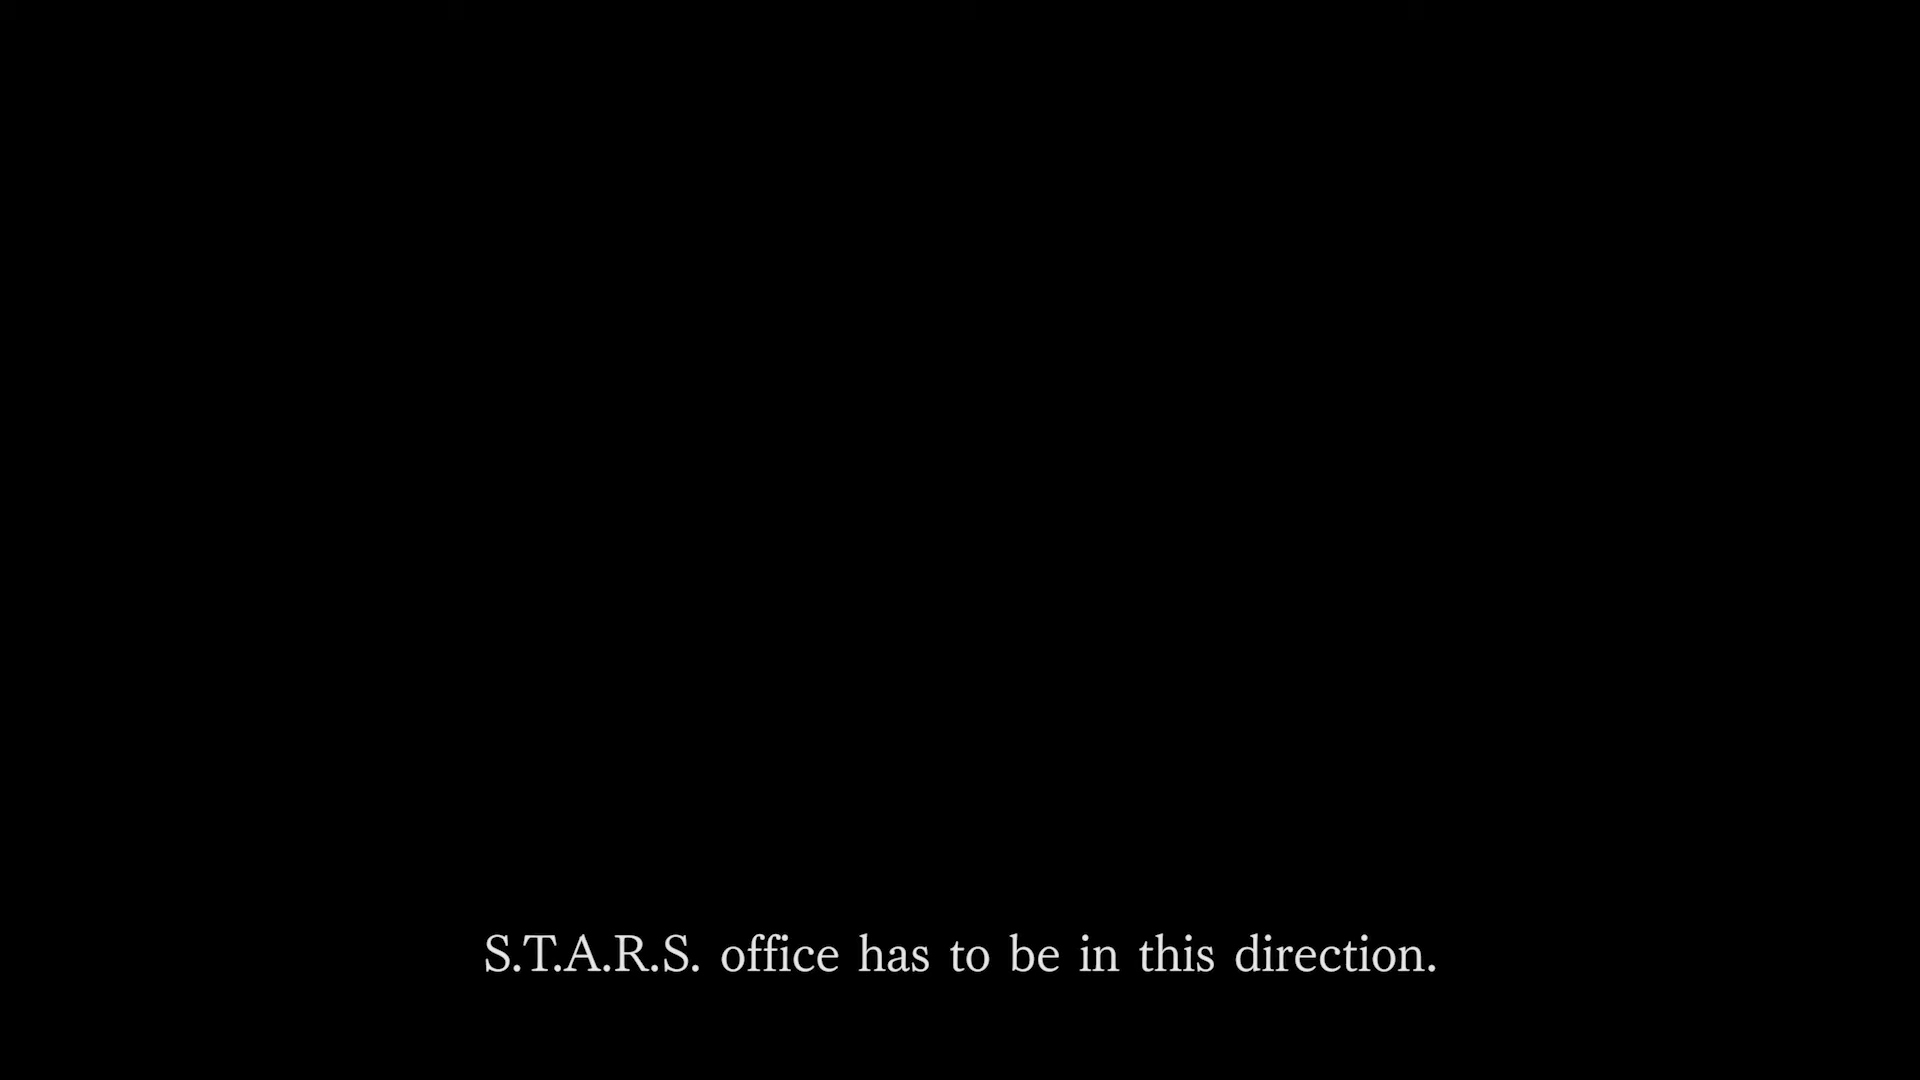 S.T.A.R.S. office has to be in this direction.